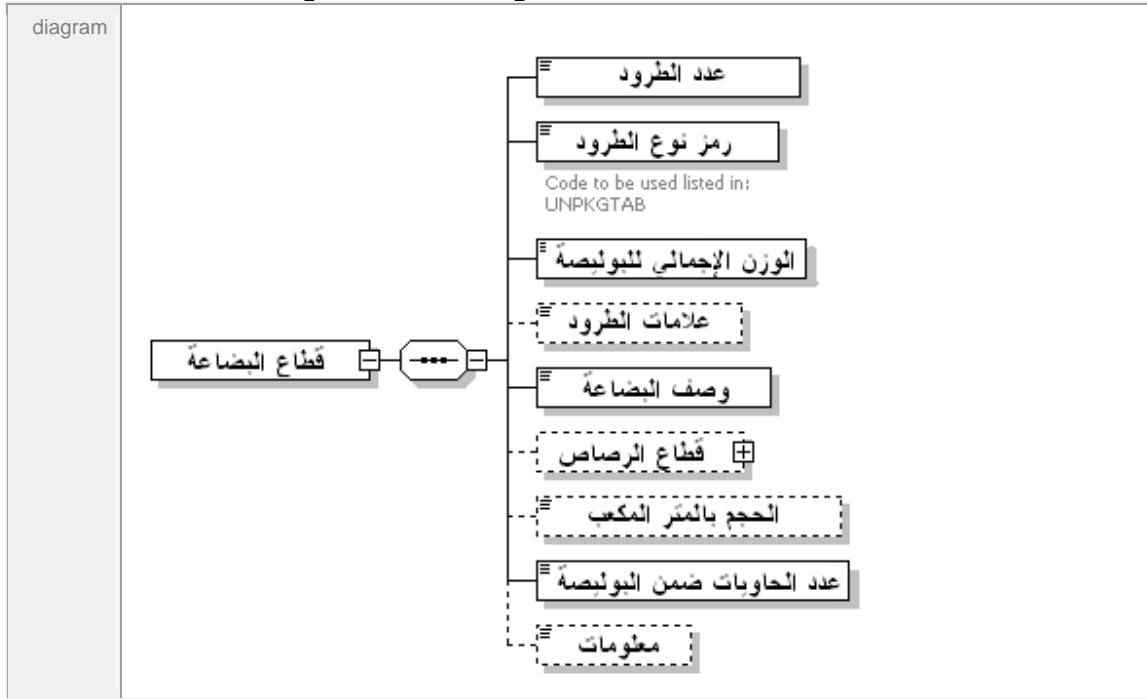 diagram
عدد الطرود
رمز نوع الطرود
Code to be used listed in:
UNPKGTAB
الوزن الإجمالي للبوليصة
علامات الطرود
قطاع البضاعة
وصف البضاعة
قطاع الرصاص
الحجم بالمتر المكعب
عدد الحاويات ضمن البوليصة
معلومات